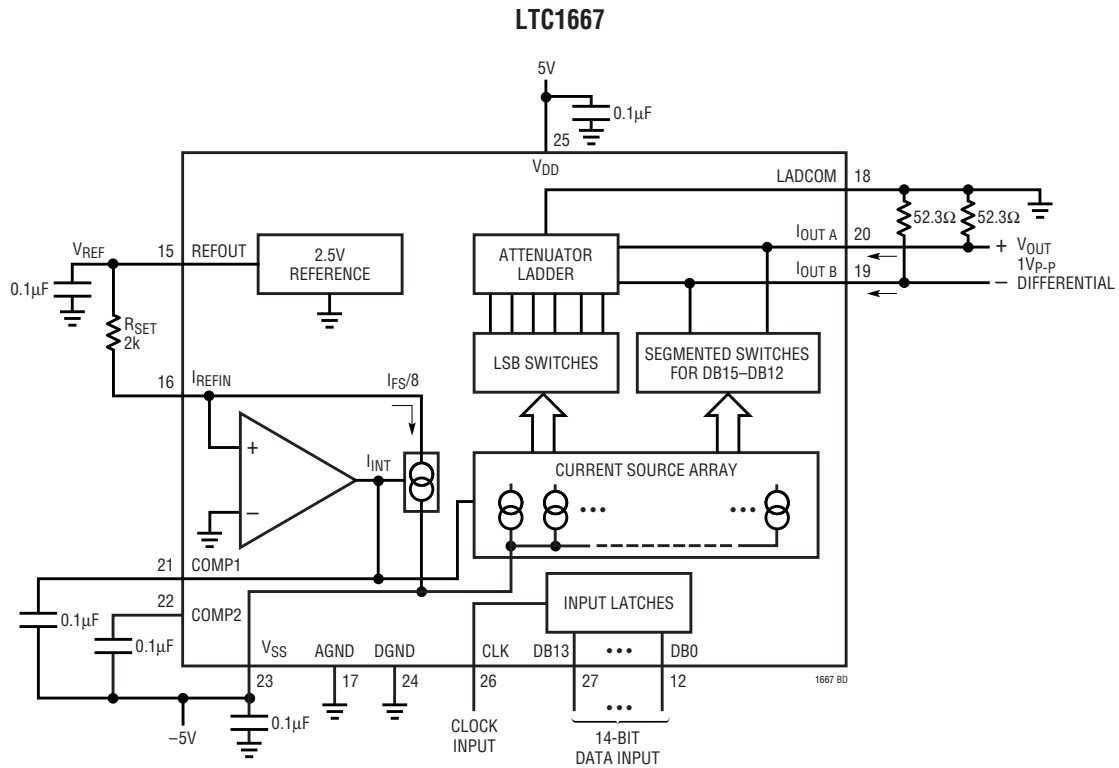 LTC1667
5V
0.1µF
25
VDD
LADCOM
18
52.3Ω
52.3Ω
VREF
15
REFOUT
2.5V
REFERENCE
ATTENUATOR
LADDER
IOUT A
20
+
VOUT
1VP-P
DIFFERENTIAL
IOUT B
19
–
0.1µF
RSET
2k
LSB SWITCHES
SEGMENTED SWITCHES
FOR DB15–DB12
16
IREFIN
IFS/8
+
–
IINT
CURRENT SOURCE ARRAY
••• •••
21
COMP1
22
COMP2
0.1µF
0.1µF
INPUT LATCHES
VSS
AGND
DGND
CLK
DB13
•••
DB0
23
17
24
26
27
12
1667 BD
–5V
0.1µF
CLOCK
INPUT
•••
14-BIT
DATA INPUT